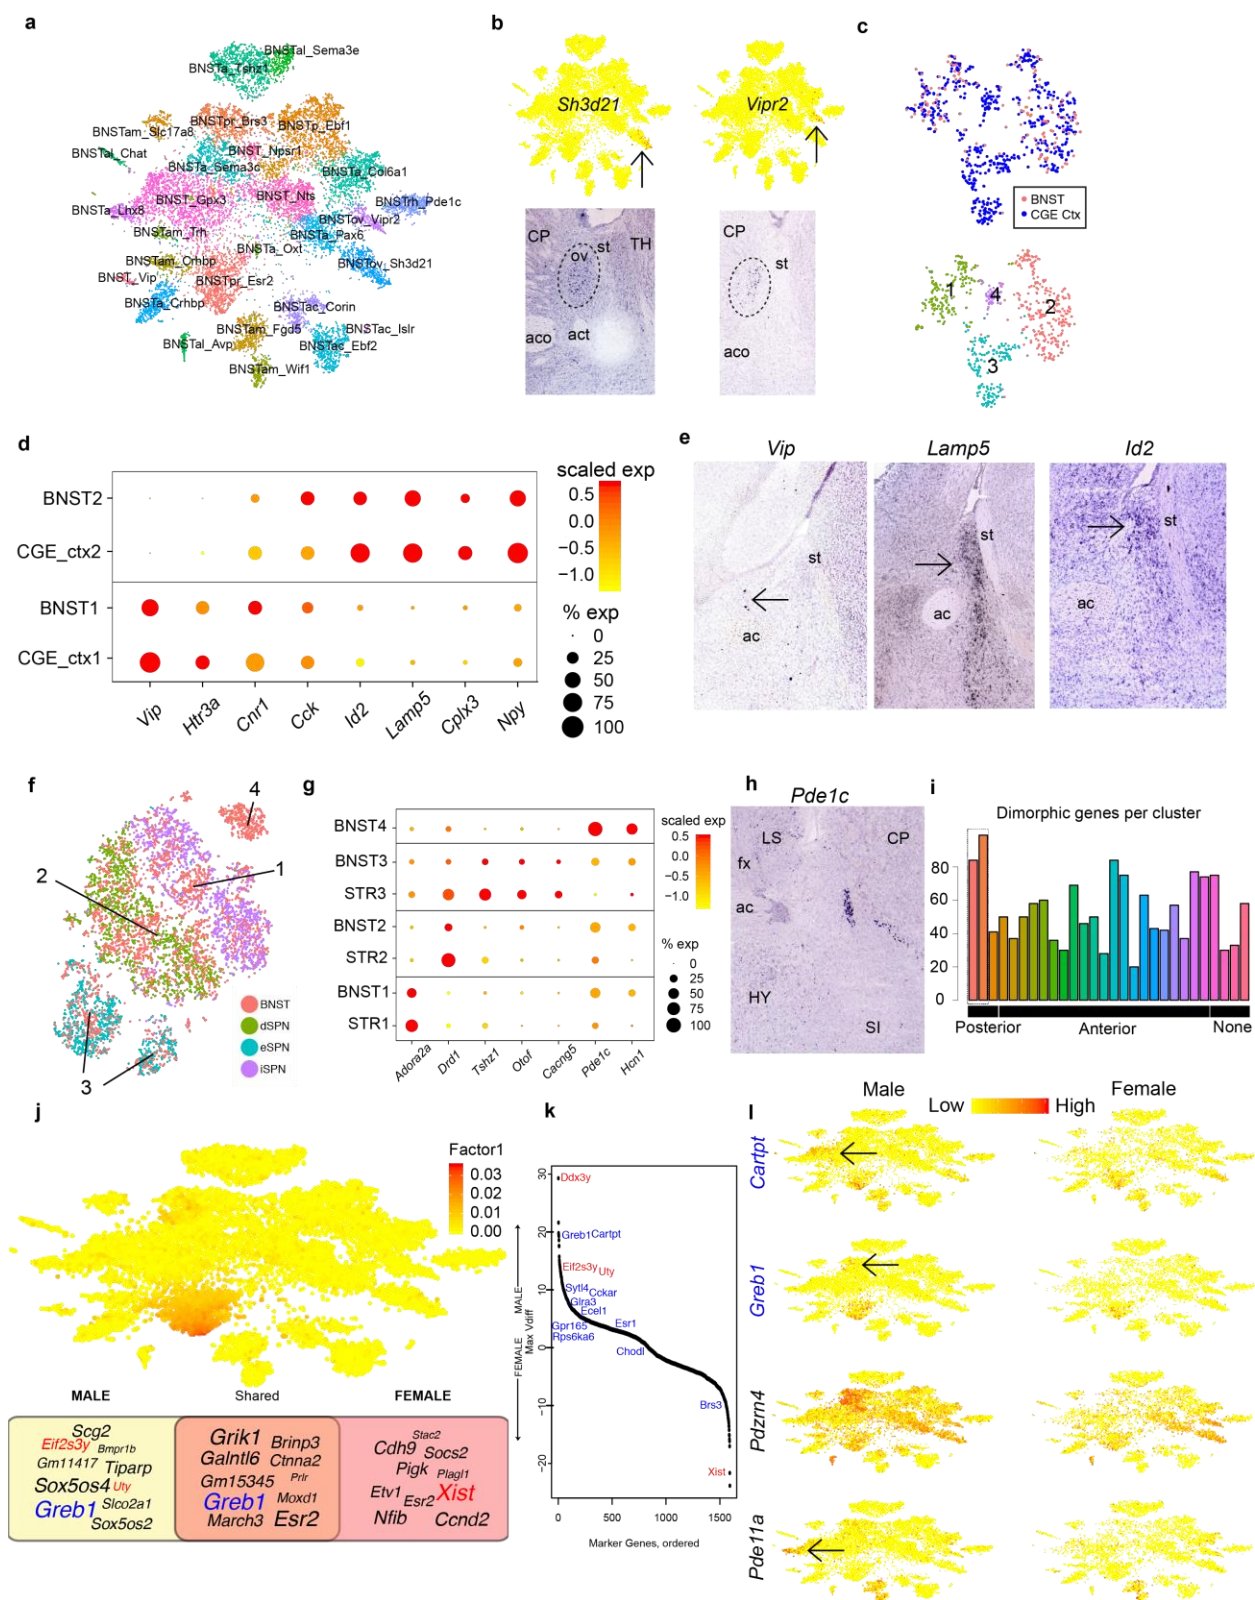 a
BNSTal_Sema3e
BNSTa_Tshz1
BNSTpr_Brs3
BNSTp_Ebf1
BNSTam_Slc17a8
BNST_Npsr1
BNSTal_Chat
BNSTa_Sema3c
BNSTa_Col6a1
BNST_Gpx3
BNST_Nts
BNSTrh_Pde1c
BNSTa_Lhx8
BNSTov_Vipr2
BNSTam_Trh
BNSTa_Pax6
BNSTa_Oxt
BNSTam_Crhbp
BNSTov_Sh3d21
BNST_Vip
BNSTpr_Esr2
BNSTa_Crhbp
BNSTac_Corin
BNSTam_Fgd5
BNSTac_Islr
BNSTal_Avp
BNSTac_Ebf2
BNSTam_Wif1
b
Sh3d21
Vipr2
CP
st
TH
ov
aco
act
CP
st
aco
c
BNST
CGE Ctx
1
4
2
3
d
BNST2
CGE_ctx2
BNST1
CGE_ctx1
Vip
Htr3a
Cnr1
Cck
Id2
Lamp5
Cplx3
Npy
scaled exp
0.5
0.0
−0.5
−1.0
% exp
0
25
50
75
100
e
Vip
Lamp5
Id2
st
ac
st
ac
st
ac
f
4
1
2
3
BNST
dSPN
eSPN
iSPN
g
BNST4
BNST3
STR3
BNST2
STR2
BNST1
STR1
Adora2a
Drd1
Tshz1
Otof
Cacng5
Pde1c
Hcn1
scaled exp
0.5
0.0
−0.5
−1.0
% exp
0
25
50
75
100
h
Pde1c
LS
CP
fx
ac
HY
SI
i
Dimorphic genes per cluster
80
60
40
20
0
Posterior
Anterior
None
j
Factor1
0.03
0.02
0.01
0.00
MALE
Shared
FEMALE
Scg2
Eif2s3y
Bmpr1b
Gm11417
Tiparp
Sox5os4
Uty
Greb1
Slco2a1
Sox5os2
Grik1
Brinp3
Galntl6
Ctnna2
Gm15345
Prlr
Greb1
Moxd1
March3
Esr2
Stac2
Cdh9
Socs2
Pigk
Plagl1
Etv1
Esr2
Xist
Nfib
Ccnd2
k
30
20
10
0
−10
−20
FEMALE
MALE
Max Vdiff
Ddx3y
Greb1
Cartpt
Eif2s3y
Uty
Sytl4
Cckar
Glra3
Ecel1
Gpr165
Esr1
Rps6ka6
Chodl
Brs3
Xist
0
500
1000
1500
Marker Genes, ordered
l
Male
Female
Low
High
Cartpt
Greb1
Pdzrn4
Pde11a